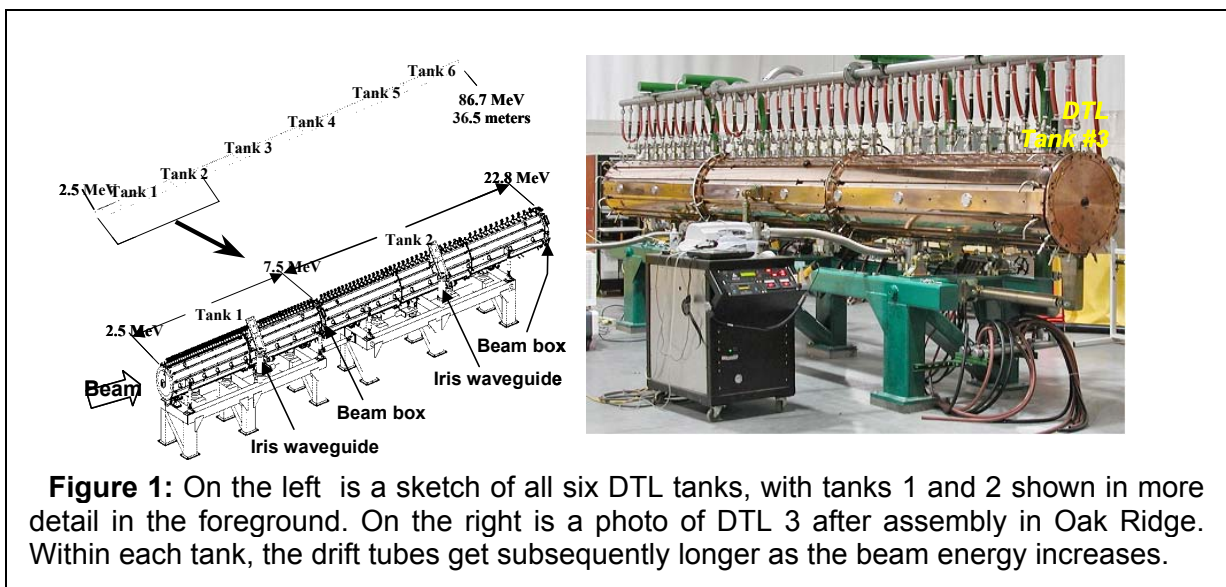 Tank 6
Tank 5
Tank 4
Tank 3
Tank 2
Tank 1
2.5 MeV
86.7 MeV
36.5 meters
22.8 MeV
Tank 2
7.5 MeV
Tank 1
2.5 MeV
Beam
Beam box
Iris waveguide
Beam box
Iris waveguide
DTL
Tank #3
Figure 1: On the left is a sketch of all six DTL tanks, with tanks 1 and 2 shown in more
detail in the foreground. On the right is a photo of DTL 3 after assembly in Oak Ridge.
Within each tank, the drift tubes get subsequently longer as the beam energy increases.